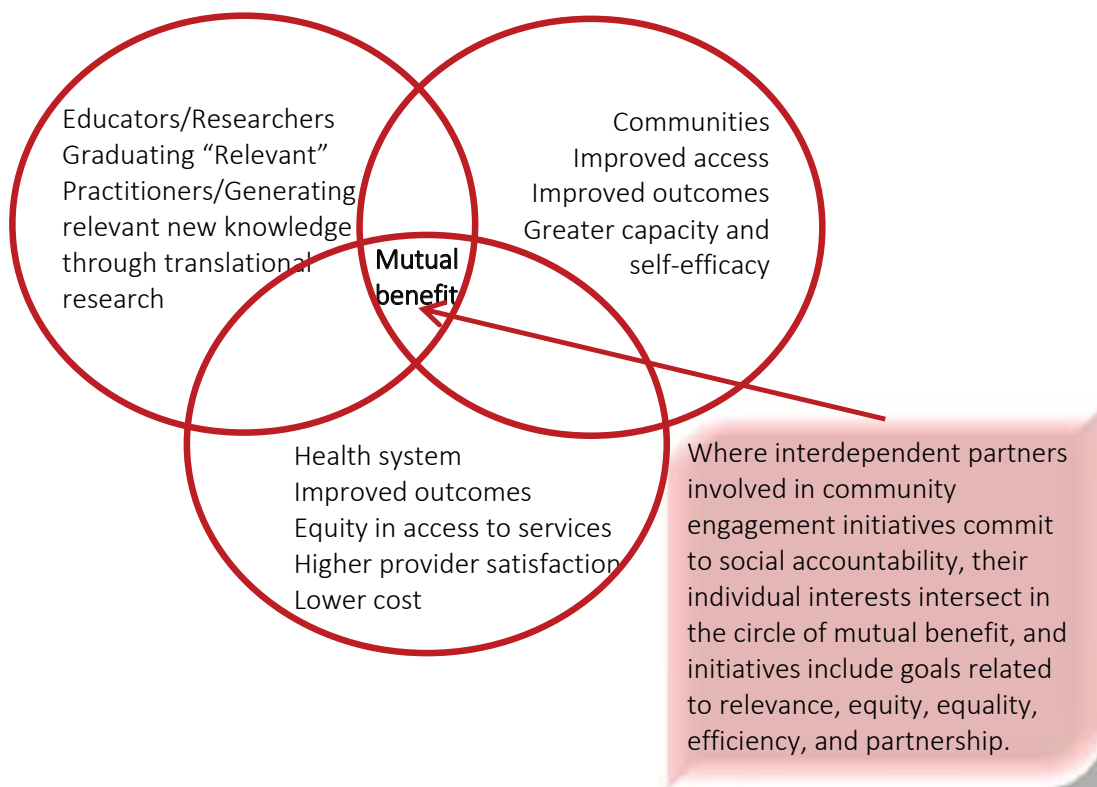 Educators/Researchers
Graduating “Relevant”
Practitioners/Generating
relevant new knowledge
through translational
research
Communities
Improved access
Improved outcomes
Greater capacity and
self-efficacy
Mutual
benefit
Health system
Improved outcomes
Equity in access to services
Higher provider satisfaction
Lower cost
Where interdependent partners
involved in community
engagement initiatives commit
to social accountability, their
individual interests intersect in
the circle of mutual benefit, and
initiatives include goals related
to relevance, equity, equality,
efficiency, and partnership.